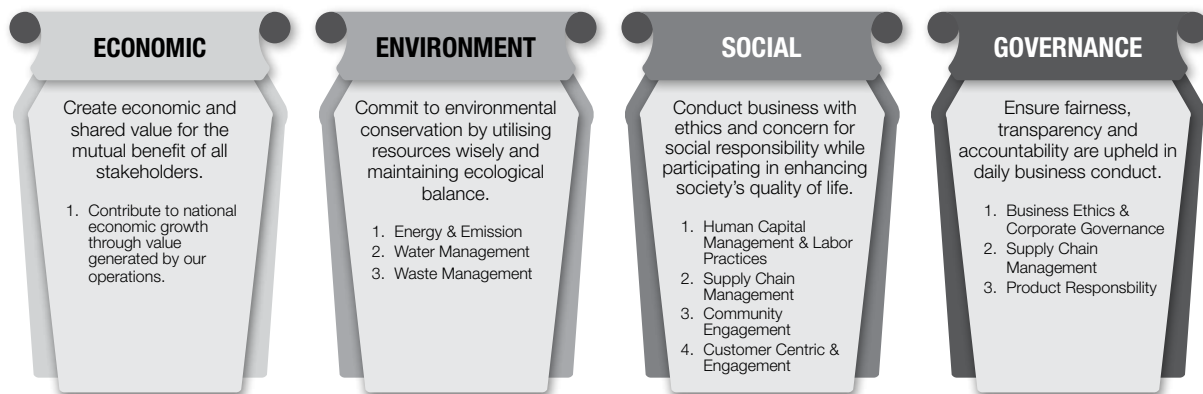 ECONOMIC
Create economic and
shared value for the
mutual benefit of all
stakeholders.
1. Contribute to national
economic growth
through value
generated by our
operations.
ENVIRONMENT
Commit to environmental
conservation by utilising
resources wisely and
maintaining ecological
balance.
1. Energy & Emission
2. Water Management
3. Waste Management
SOCIAL
Conduct business with
ethics and concern for
social responsibility while
participating in enhancing
society’s quality of life.
1. Human Capital
Management & Labor
Practices
2. Supply Chain
Management
3. Community
Engagement
4. Customer Centric &
Engagement
GOVERNANCE
Ensure fairness,
transparency and
accountability are upheld in
daily business conduct.
1. Business Ethics &
Corporate Governance
2. Supply Chain
Management
3. Product Responsbility